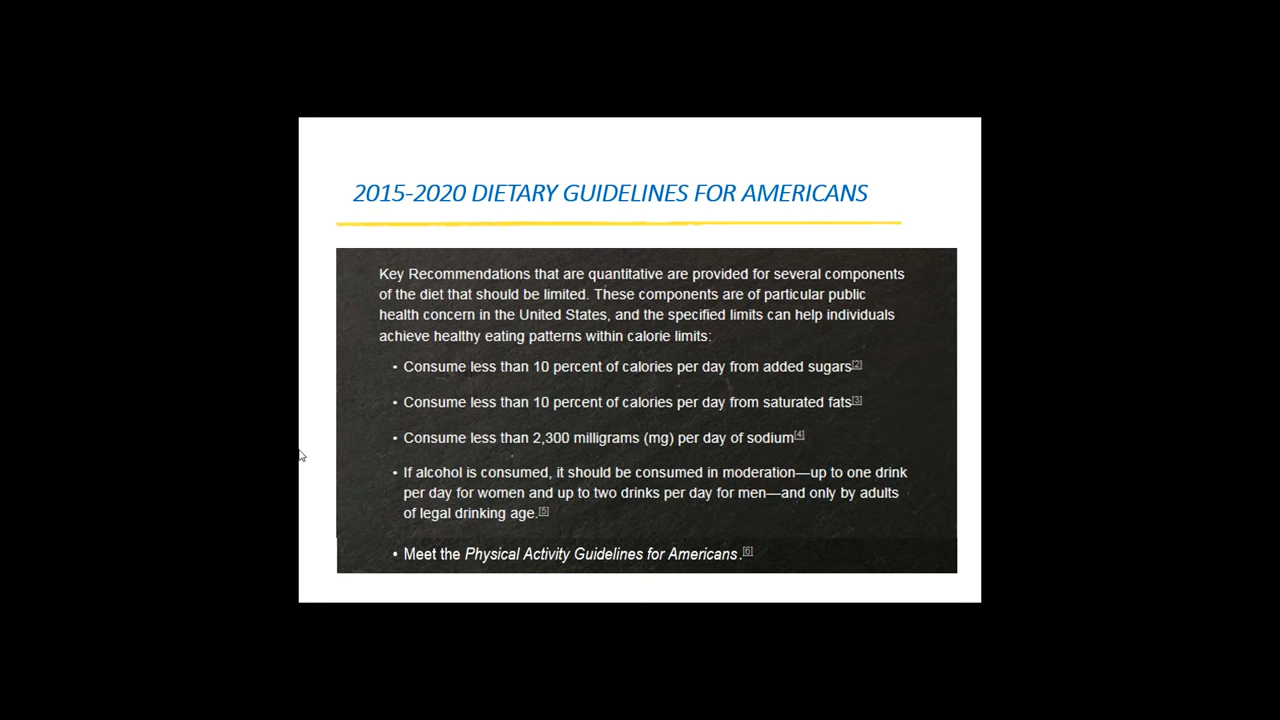 2015-2020 DIETARY GUIDELINES FOR AMERICANS
Key Recommendations that are quantitative are provided for several components
of the diet that should be limited. These components are of particular public
health concern in the United States, and the specified limits can help individuals
achieve healthy eating patterns within calorie limits:
• Consume less than 10 percent of calories per day from added sugars[2]
• Consume less than 10 percent of calories per day from saturated fats[3]
• Consume less than 2,300 milligrams (mg) per day of sodium[4]
• If alcohol is consumed, it should be consumed in moderation—up to one drink
per day for women and up to two drinks per day for men—and only by adults
of legal drinking age.[5]
• Meet the Physical Activity Guidelines for Americans.[6]